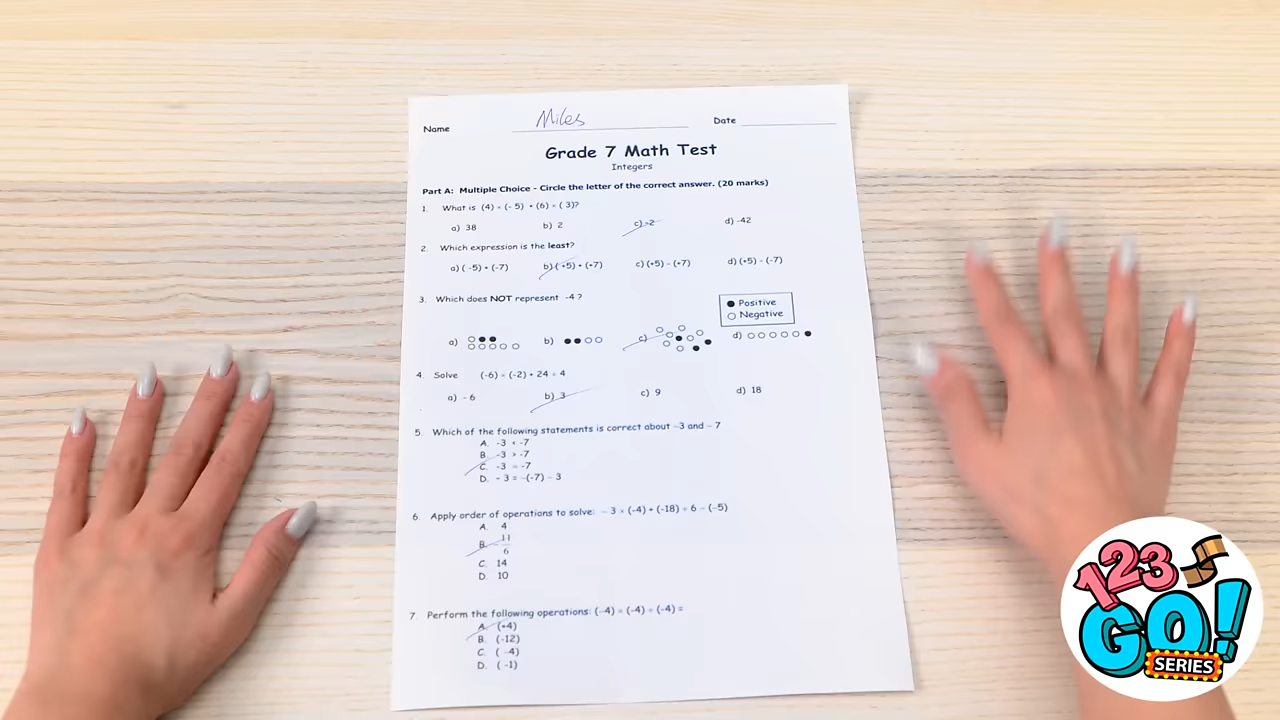 Name Miles Date
Grade 7 Math Test
Integers
Part A: Multiple Choice - Circle the letter of the correct answer. (20 marks)
1. What is (4) × (- 5) + (6) × ( 3)?
a) 38 b) 2 c) -2 d) -42
2. Which expression is the least?
a) ( -5) + (-7) b) ( +5) + (+7) c) (+5) - (+7) d) (+5) - (-7)
3. Which does NOT represent -4 ?
Positive
Negative
a) b) c) d)
4. Solve (-6) × (-2) + 24 ÷ 4
a) - 6 b) 3 c) 9 d) 18
5. Which of the following statements is correct about -3 and - 7
A. -3 < -7
B. -3 > -7
C. -3 = -7
D. - 3 = -(-7) - 3
6. Apply order of operations to solve: - 3 × (-4) + (-18) ÷ 6 - (-5)
A. 4
B. 11/6
C. 14
D. 10
7 Perform the following operations: (-4) × (-4) ÷ (-4) =
A. (+4)
B. (-12)
C. ( -4)
D. ( -1)
123
GO!
SERIES